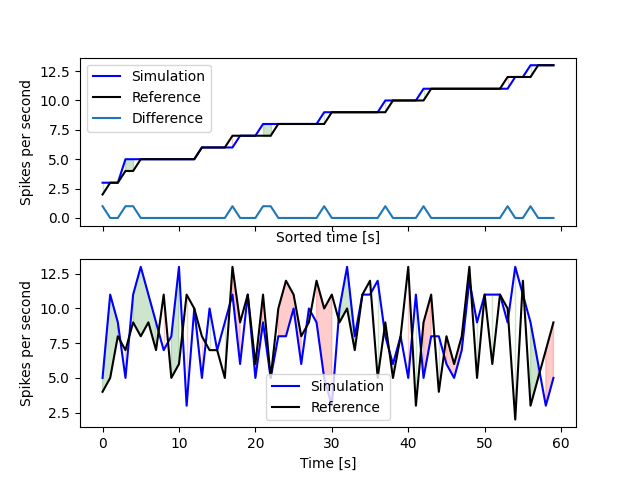 12.5
10.0
7.5
5.0
2.5
0.0
Spikes per second
Simulation
Reference
Difference
Sorted time [s]
12.5
10.0
7.5
5.0
2.5
Spikes per second
Simulation
Reference
0 10 20 30 40 50 60
Time [s]